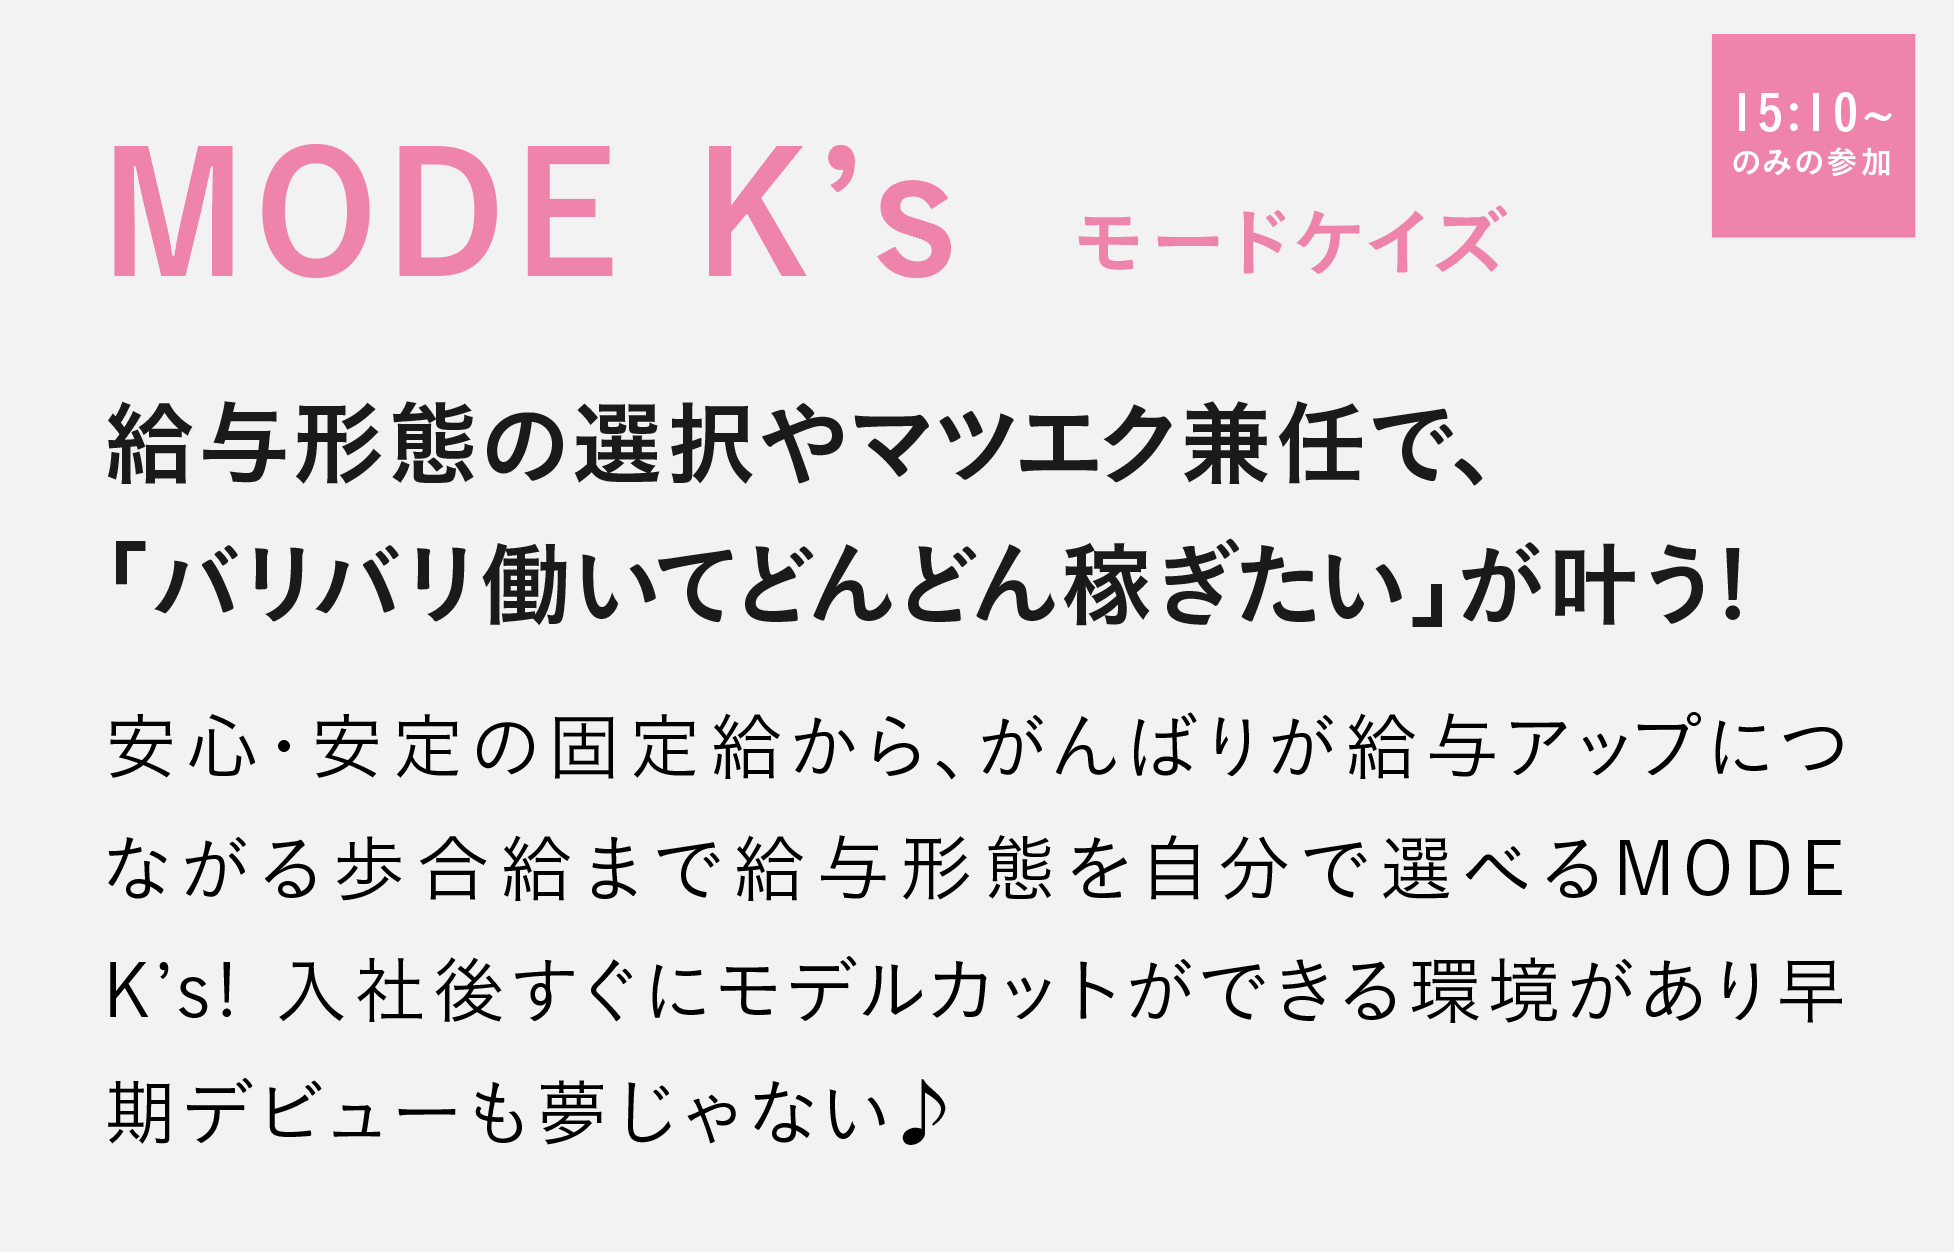 15:10~
のみの参加
MODE K’s モードケイズ
給与形態の選択やマツエク兼任で、
「バリバリ働いてどんどん稼ぎたい」が叶う!
安心・安定の固定給から、がんばりが給与アップにつ
ながる歩合給まで給与形態を自分で選べるMODE
K’s! 入社後すぐにモデルカットができる環境があり早
期デビューも夢じゃない♪